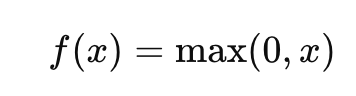 f(x) = max(0, x)